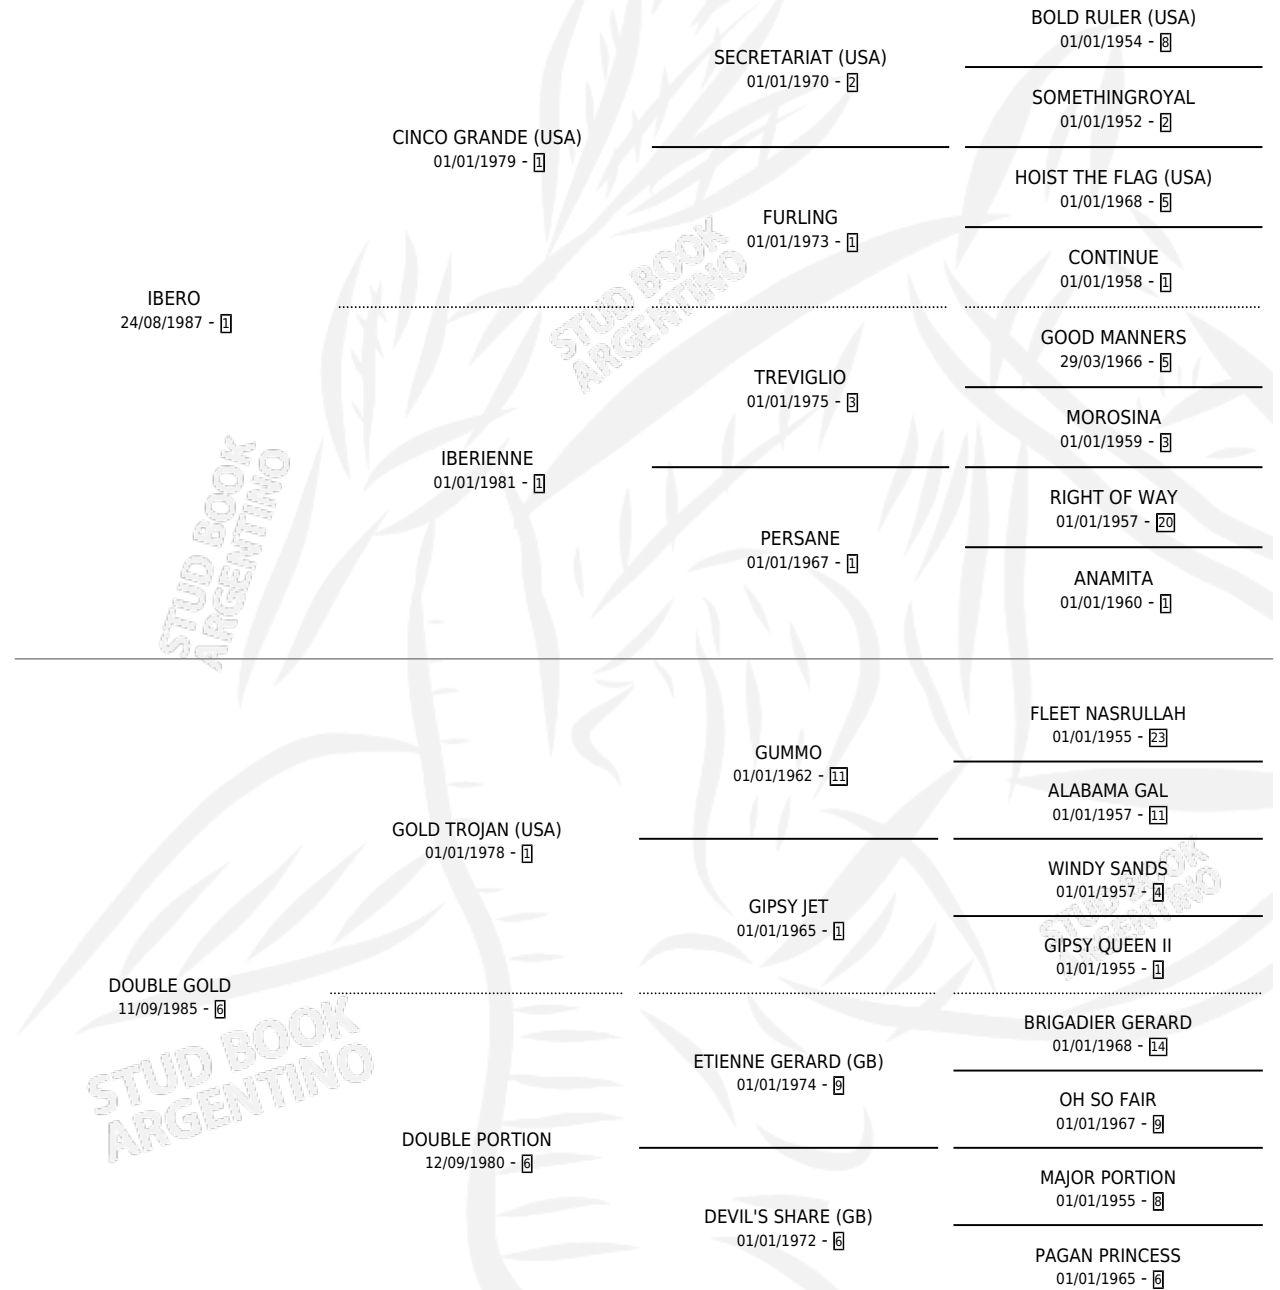 BOLD RULER (USA)
01/01/1954 - 8
SECRETARIAT (USA)
01/01/1970 - 2
SOMETHINGROYAL
01/01/1952 - 2
CINCO GRANDE (USA)
01/01/1979 - 1
HOIST THE FLAG (USA)
01/01/1968 - 5
FURLING
01/01/1973 - 1
CONTINUE
01/01/1958 - 1
IBERO
24/08/1987 - 1
STUD BOOK
ARGENTINO
GOOD MANNERS
29/03/1966 - 5
TREVIGLIO
01/01/1975 - 3
MOROSINA
01/01/1959 - 3
IBERIENNE
01/01/1981 - 1
RIGHT OF WAY
01/01/1957 - 20
PERSANE
01/01/1967 - 1
ANAMITA
01/01/1960 - 1
STUD BOOK
ARGENTINO
FLEET NASRULLAH
01/01/1955 - 23
GUMMO
01/01/1962 - 11
ALABAMA GAL
01/01/1957 - 11
GOLD TROJAN (USA)
01/01/1978 - 1
WINDY SANDS
01/01/1957 - 4
GIPSY JET
01/01/1965 - 1
STUD BOOK
ARGENTINO
GIPSY QUEEN II
01/01/1955 - 1
DOUBLE GOLD
11/09/1985 - 6
BRIGADIER GERARD
01/01/1968 - 14
ETIENNE GERARD (GB)
01/01/1974 - 9
OH SO FAIR
01/01/1967 - 9
STUD BOOK
ARGENTINO
DOUBLE PORTION
12/09/1980 - 6
MAJOR PORTION
01/01/1955 - 8
DEVIL'S SHARE (GB)
01/01/1972 - 6
PAGAN PRINCESS
01/01/1965 - 6